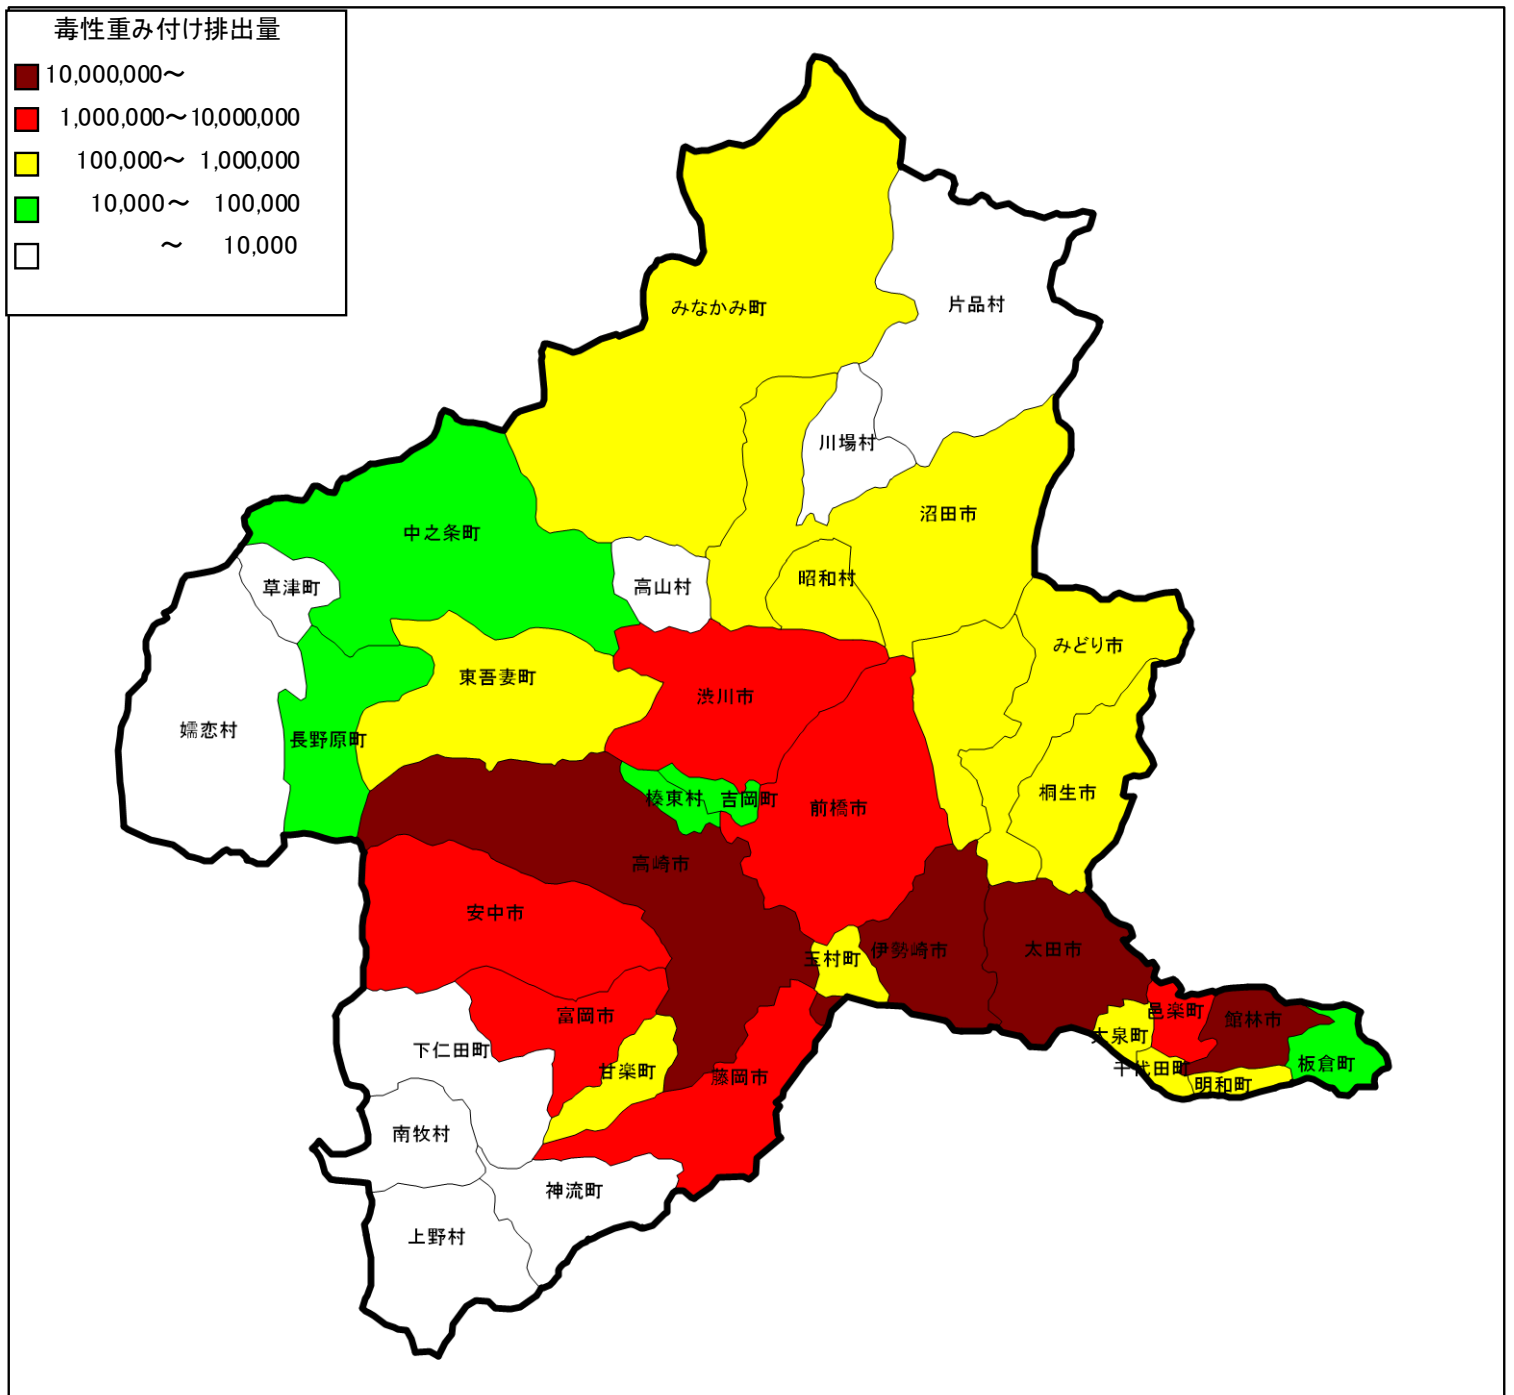 毒性重み付け排出量
10,000,000～
1,000,000～10,000,000
100,000～ 1,000,000
10,000～ 100,000
～ 10,000
みなかみ町
片品村
川場村
沼田市
中之条町
昭和村
草津町
高山村
みどり市
東吾妻町
渋川市
嬬恋村
長野原町
桐生市
榛東村
吉岡町
前橋市
高崎市
安中市
伊勢崎市
太田市
玉村町
富岡市
邑楽町
館林市
大泉町
下仁田町
板倉町
千代田町
甘楽町
藤岡市
明和町
南牧村
神流町
上野村